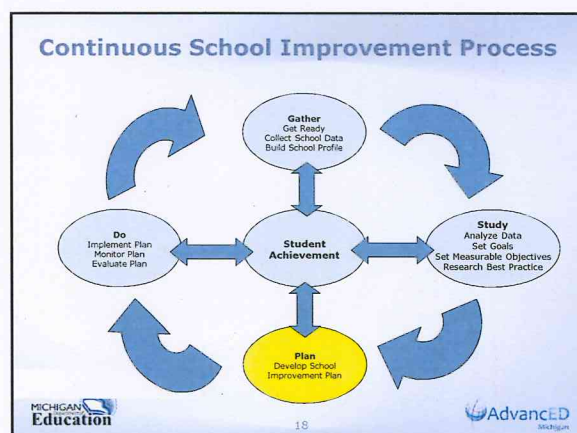 Continuous School Improvement Process
Gather
Get Ready
Collect School Data
Build School Profile
Do
Implement Plan
Monitor Plan
Evaluate Plan
Student
Achievement
Study
Analyze Data
Set Goals
Set Measurable Objectives
Research Best Practice
Plan
Develop School
Improvement Plan
MICHIGAN
Education
18
AdvancED
Michigan